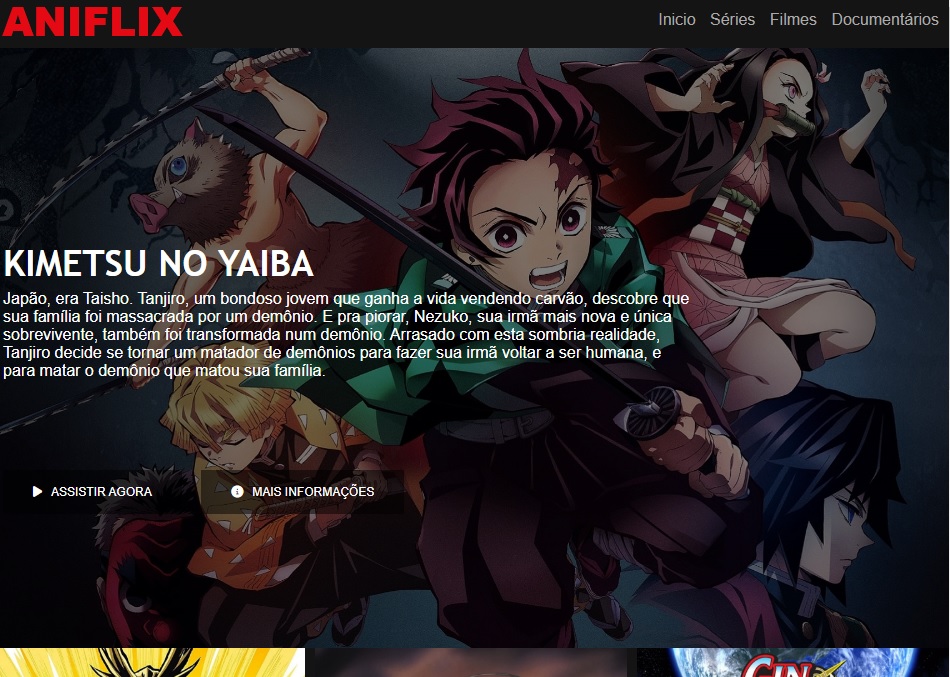 ANIFLIX
Inicio Séries Filmes Documentários
KIMETSU NO YAIBA
Japão, era Taisho. Tanjiro, um bondoso jovem que ganha a vida vendendo carvão, descobre que
sua família foi massacrada por um demônio. E pra piorar, Nezuko, sua irmã mais nova e única
sobrevivente, também foi transformada num demônio. Arrasado com esta sombria realidade,
Tanjiro decide se tornar um matador de demônios para fazer sua irmã voltar a ser humana, e
para matar o demônio que matou sua família.
ASSISTIR AGORA
MAIS INFORMAÇÕES